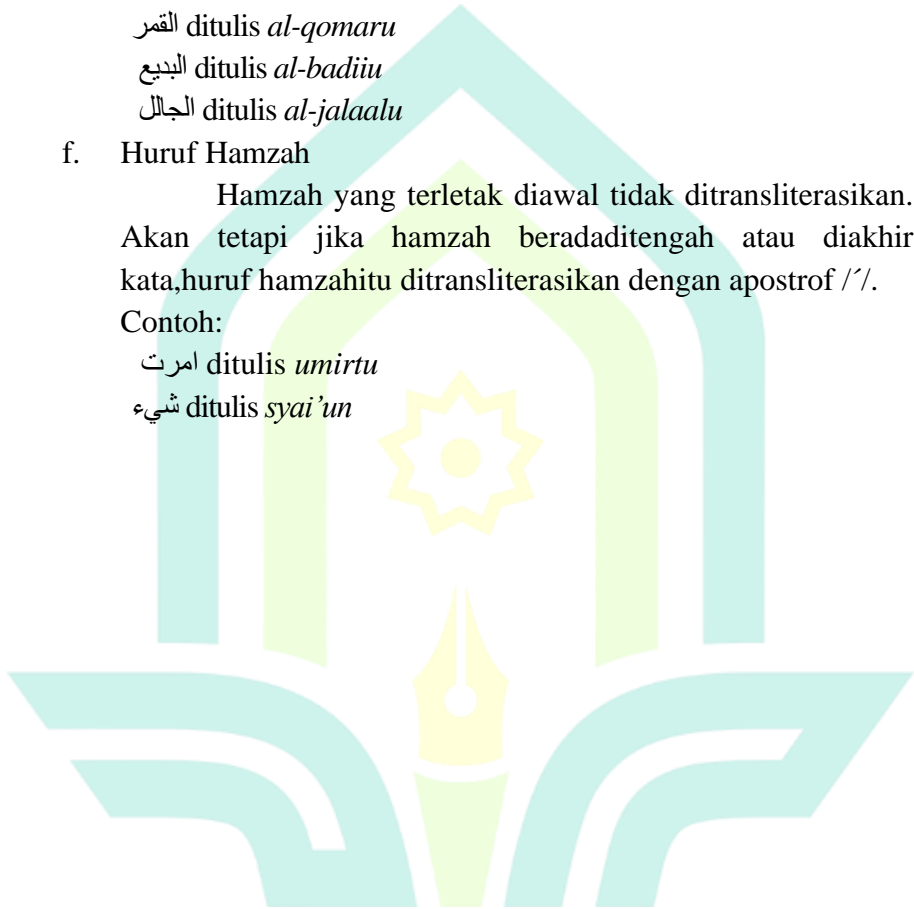 القمر ditulis al-qomaru
البديع ditulis al-badiiu
الجالل ditulis al-jalaalu
f. Huruf Hamzah
Hamzah yang terletak diawal tidak ditransliterasikan.
Akan tetapi jika hamzah beradaditengah atau diakhir
kata,huruf hamzahitu ditransliterasikan dengan apostrof /´/.
Contoh:
امرت ditulis umirtu
شيء ditulis syai’un